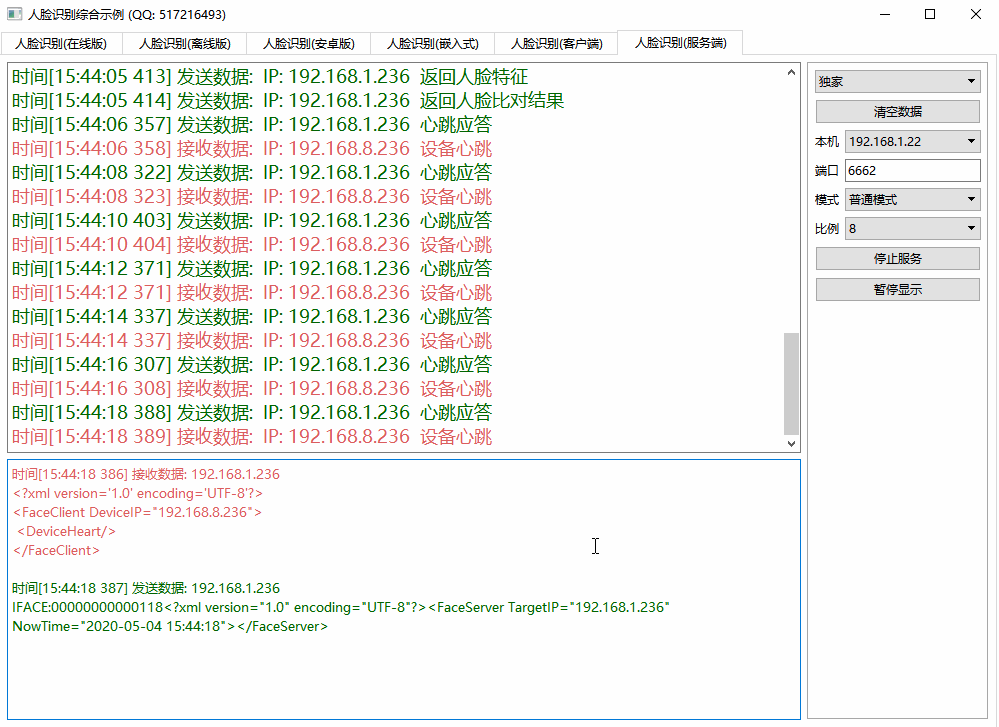 人脸识别综合示例 (QQ: 517216493)
人脸识别(在线版) 人脸识别(离线版) 人脸识别(安卓版) 人脸识别(嵌入式) 人脸识别(客户端) 人脸识别(服务端)
时间[15:44:05 413] 发送数据: IP: 192.168.1.236 返回人脸特征
时间[15:44:05 414] 发送数据: IP: 192.168.1.236 返回人脸比对结果
时间[15:44:06 357] 发送数据: IP: 192.168.1.236 心跳应答
时间[15:44:06 358] 接收数据: IP: 192.168.8.236 设备心跳
时间[15:44:08 322] 发送数据: IP: 192.168.1.236 心跳应答
时间[15:44:08 323] 接收数据: IP: 192.168.8.236 设备心跳
时间[15:44:10 403] 发送数据: IP: 192.168.1.236 心跳应答
时间[15:44:10 404] 接收数据: IP: 192.168.8.236 设备心跳
时间[15:44:12 371] 发送数据: IP: 192.168.1.236 心跳应答
时间[15:44:12 371] 接收数据: IP: 192.168.8.236 设备心跳
时间[15:44:14 337] 发送数据: IP: 192.168.1.236 心跳应答
时间[15:44:14 337] 接收数据: IP: 192.168.8.236 设备心跳
时间[15:44:16 307] 发送数据: IP: 192.168.1.236 心跳应答
时间[15:44:16 308] 接收数据: IP: 192.168.8.236 设备心跳
时间[15:44:18 388] 发送数据: IP: 192.168.1.236 心跳应答
时间[15:44:18 389] 接收数据: IP: 192.168.8.236 设备心跳
时间[15:44:18 386] 接收数据: 192.168.1.236
<?xml version='1.0' encoding='UTF-8'?>
<FaceClient DeviceIP="192.168.8.236">
<DeviceHeart/>
</FaceClient>
时间[15:44:18 387] 发送数据: 192.168.1.236
IFACE:00000000000118<?xml version="1.0" encoding="UTF-8"?><FaceServer TargetIP="192.168.1.236"
NowTime="2020-05-04 15:44:18"></FaceServer>
独家
清空数据
本机 192.168.1.22
端口 6662
模式 普通模式
比例 8
停止服务
暂停显示